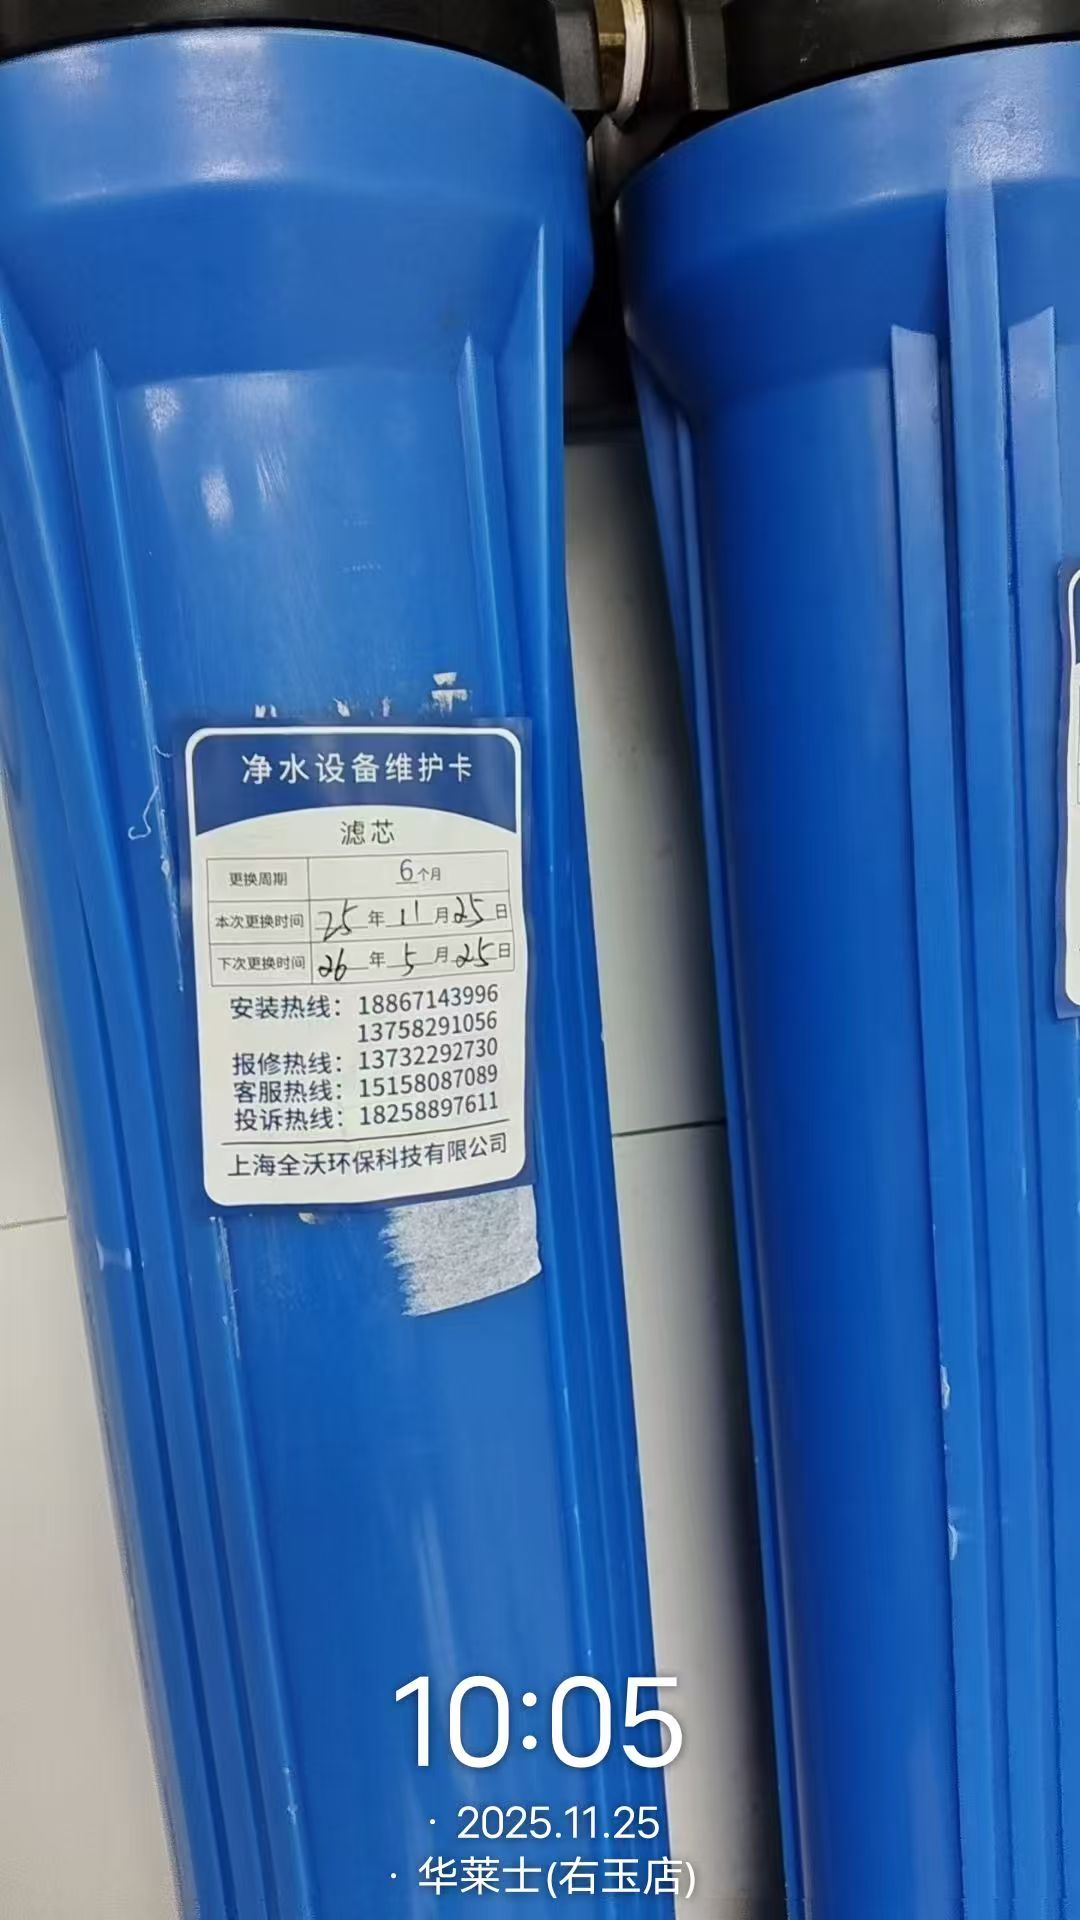 净水设备维护卡
滤芯
更换周期 6个月
本次更换时间 25年11月25日
下次更换时间 26年5月25日
安装热线：18867143996
13758291056
报修热线：13732292730
客服热线：15158087089
投诉热线：18258897611
上海全沃环保科技有限公司
10:05
· 2025.11.25
· 华莱士(右玉店)